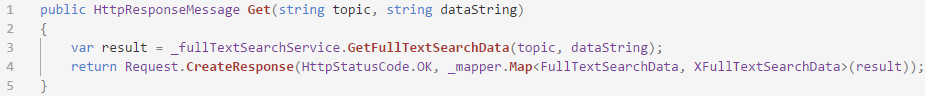 1 public HttpResponseMessage Get(string topic, string dataString)
2 {
3     var result = _fullTextSearchService.GetFullTextSearchData(topic, dataString);
4     return Request.CreateResponse(HttpStatusCode.OK, _mapper.Map<FullTextSearchData, XFullTextSearchData>(result));
5 }